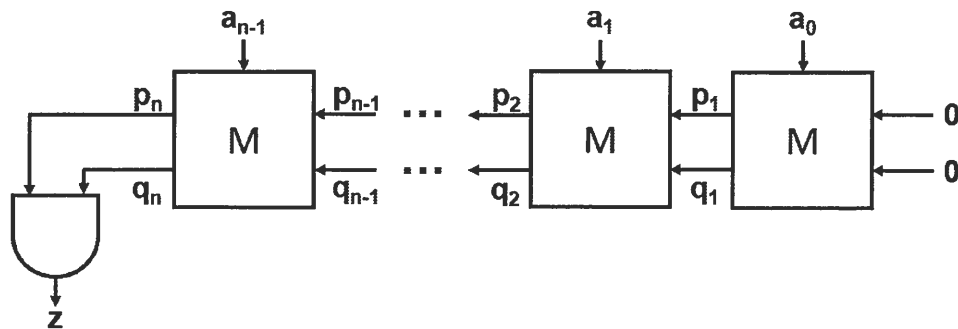 aₙ₋₁ a₁ a₀
pₙ pₙ₋₁ ... p₂ p₁ 0
M M M
qₙ qₙ₋₁ ... q₂ q₁ 0
z